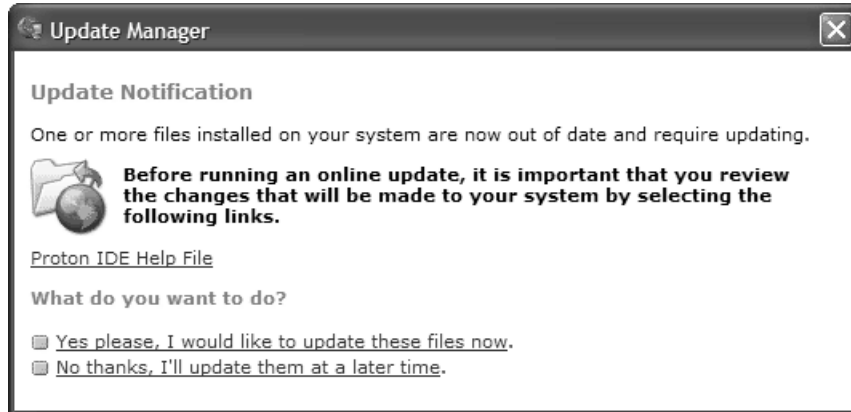 Update Manager
Update Notification
One or more files installed on your system are now out of date and require updating.
Before running an online update, it is important that you review
the changes that will be made to your system by selecting the
following links.
Proton IDE Help File
What do you want to do?
Yes please, I would like to update these files now.
No thanks, I'll update them at a later time.